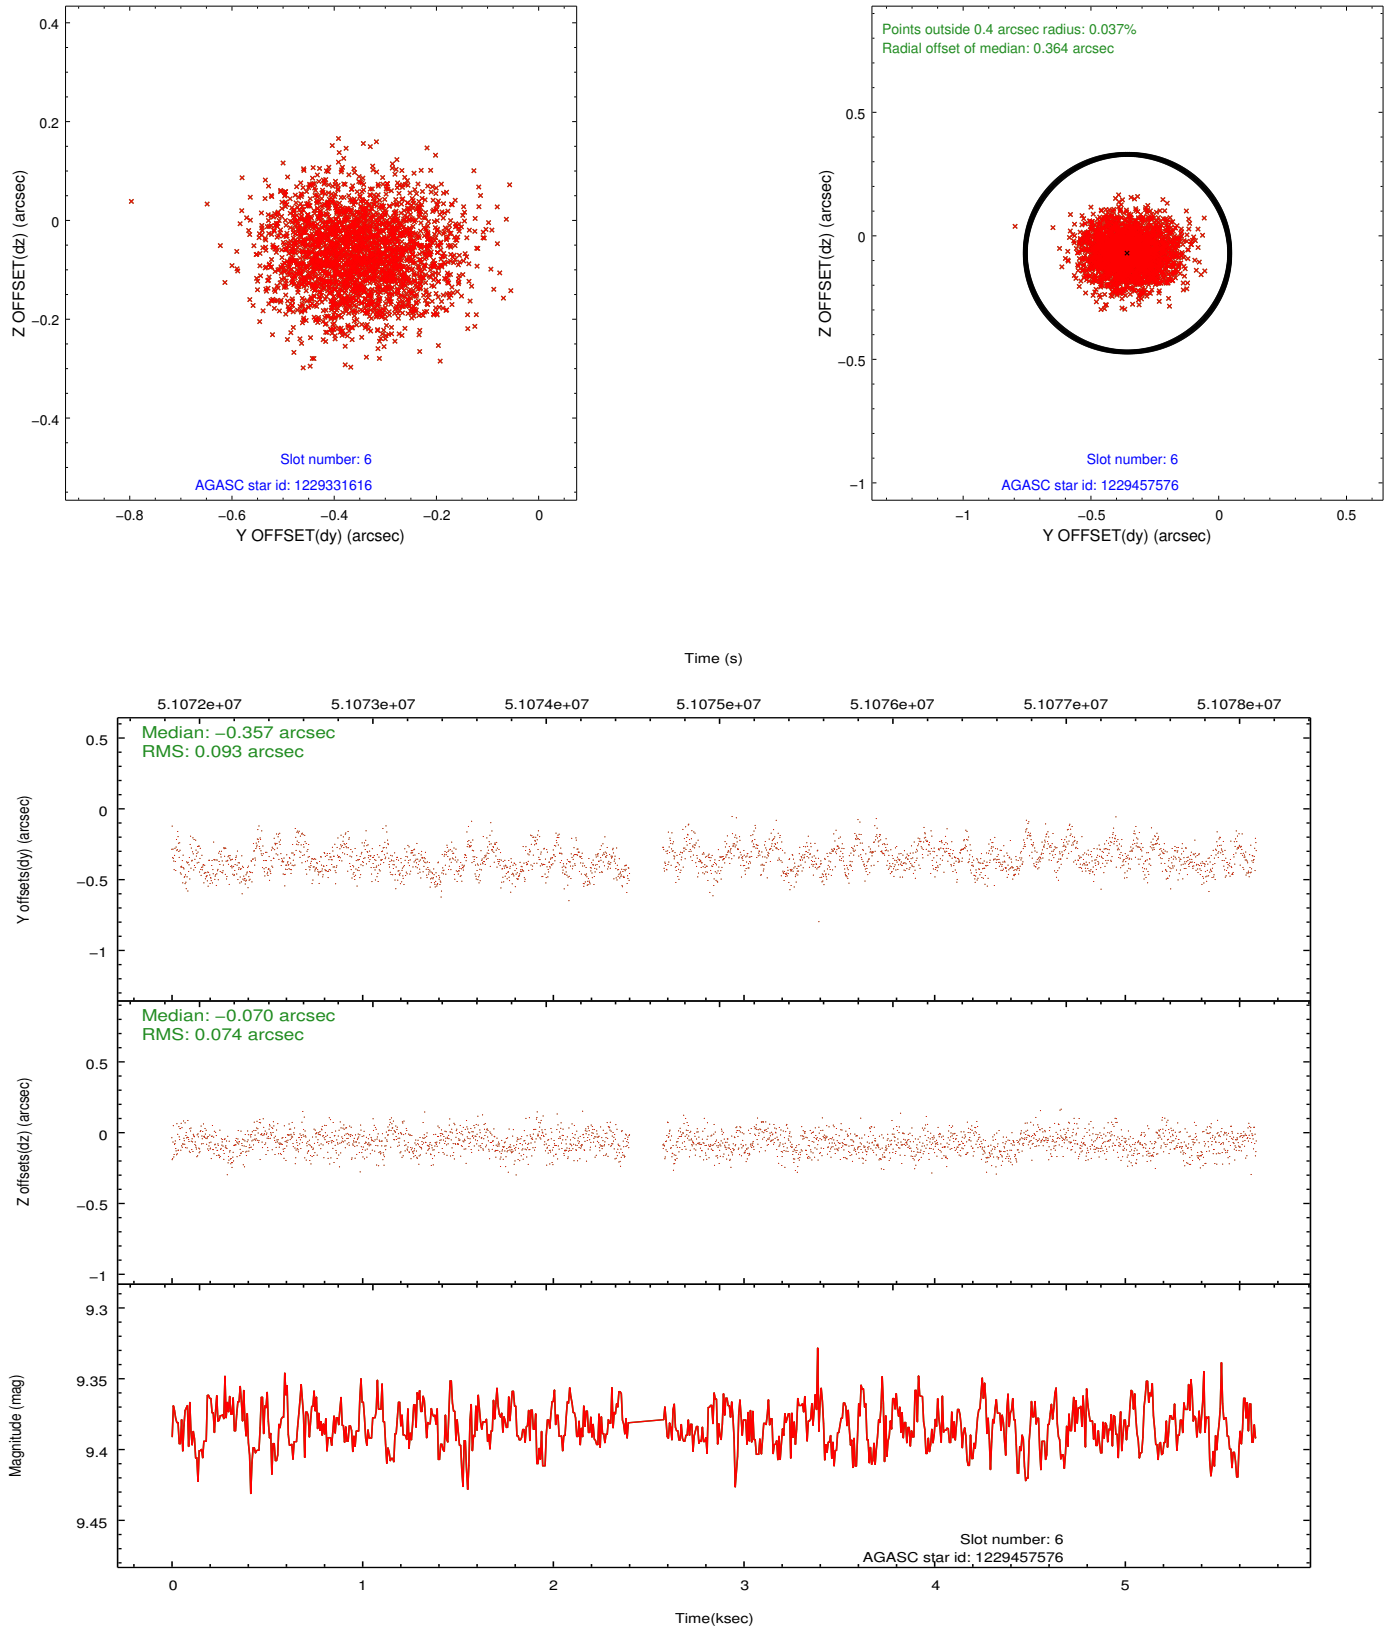 0.4
0.2
0
−0.2
−0.4
Z OFFSET(dz) (arcsec)
Slot number: 6
AGASC star id: 1229331616
−0.8 −0.6 −0.4 −0.2 0
Y OFFSET(dy) (arcsec)
Points outside 0.4 arcsec radius: 0.037%
Radial offset of median: 0.364 arcsec
0.5
0
−0.5
−1
Z OFFSET(dz) (arcsec)
Slot number: 6
AGASC star id: 1229457576
−1 −0.5 0 0.5
Y OFFSET(dy) (arcsec)
Time (s)
5.1072e+07 5.1073e+07 5.1074e+07 5.1075e+07 5.1076e+07 5.1077e+07 5.1078e+07
Median: −0.357 arcsec
RMS: 0.093 arcsec
0.5
0
−0.5
−1
Y offsets(dy) (arcsec)
Median: −0.070 arcsec
RMS: 0.074 arcsec
0.5
0
−0.5
−1
Z offsets(dz) (arcsec)
9.3
9.35
9.4
9.45
Magnitude (mag)
Slot number: 6
AGASC star id: 1229457576
0 1 2 3 4 5
Time(ksec)